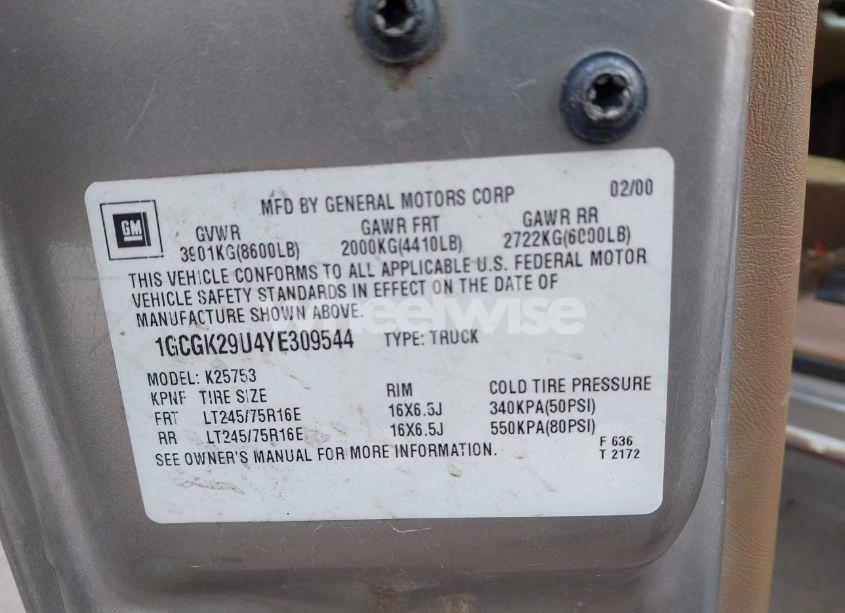 MFD BY GENERAL MOTORS CORP 02/00
GM
GVWR GAWR FRT GAWR RR
3901KG(8600LB) 2000KG(4410LB) 2722KG(6000LB)
THIS VEHICLE CONFORMS TO ALL APPLICABLE U.S. FEDERAL MOTOR
VEHICLE SAFETY STANDARDS IN EFFECT ON THE DATE OF
MANUFACTURE SHOWN ABOVE.
wheelwise
1GCGK29U4YE309544 TYPE: TRUCK
MODEL: K25753
KPNF TIRE SIZE RIM COLD TIRE PRESSURE
FRT LT245/75R16E 16X6.5J 340KPA(50PSI)
RR LT245/75R16E 16X6.5J 550KPA(80PSI)
SEE OWNER'S MANUAL FOR MORE INFORMATION.
F 636
T 2172